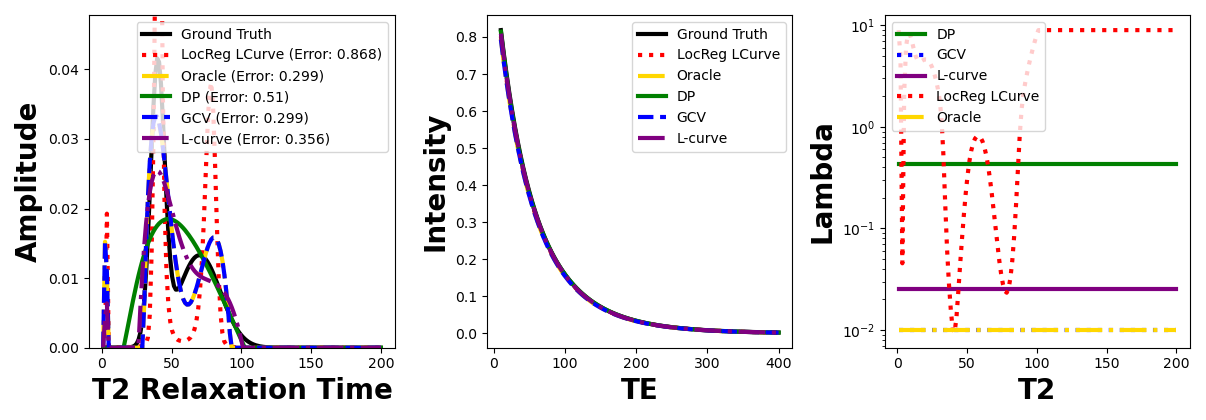 Amplitude
0.04
0.03
0.02
0.01
0.00
Ground Truth
LocReg LCurve (Error: 0.868)
Oracle (Error: 0.299)
DP (Error: 0.51)
GCV (Error: 0.299)
L-curve (Error: 0.356)
0
50
100
150
200
T2 Relaxation Time
Intensity
0.8
0.7
0.6
0.5
0.4
0.3
0.2
0.1
0.0
Ground Truth
LocReg LCurve
Oracle
DP
GCV
L-curve
0
100
200
300
400
TE
Lambda
10¹
10⁰
10⁻¹
10⁻²
DP
GCV
L-curve
LocReg LCurve
Oracle
0
50
100
150
200
T2